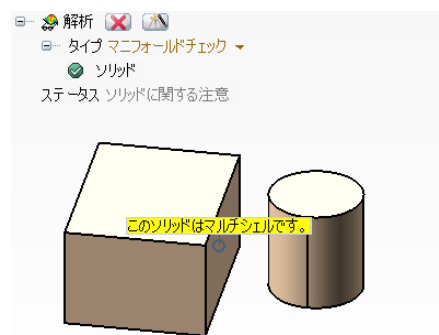 解析
タイプ マニフォールドチェック
ソリッド
ステータス ソリッドに関する注意
このソリッドはマルチシェルです。